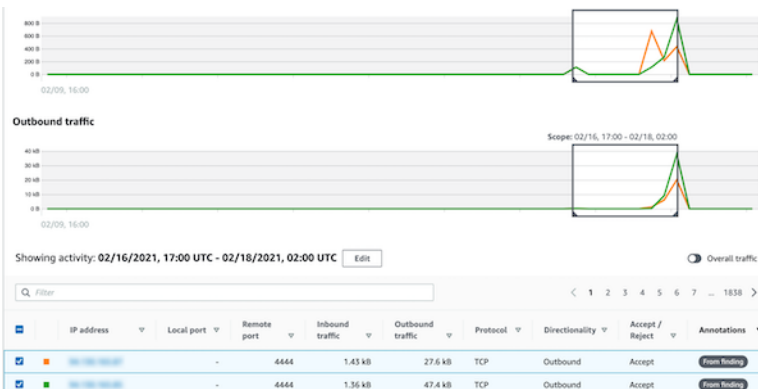 800 B
600 B
400 B
200 B
0 B
02/09, 16:00
Outbound traffic
Scope: 02/16, 17:00 - 02/18, 02:00
40 kB
30 kB
20 kB
10 kB
0 B
02/09, 16:00
Showing activity: 02/16/2021, 17:00 UTC - 02/18/2021, 02:00 UTC Edit Overall traffic
Filter < 1 2 3 4 5 6 7 ... 1838 >
IP address Local port Remote port Inbound traffic Outbound traffic Protocol Directionality Accept / Reject Annotations
- 4444 1.43 kB 27.6 kB TCP Outbound Accept From finding
- 4444 1.36 kB 47.4 kB TCP Outbound Accept From finding